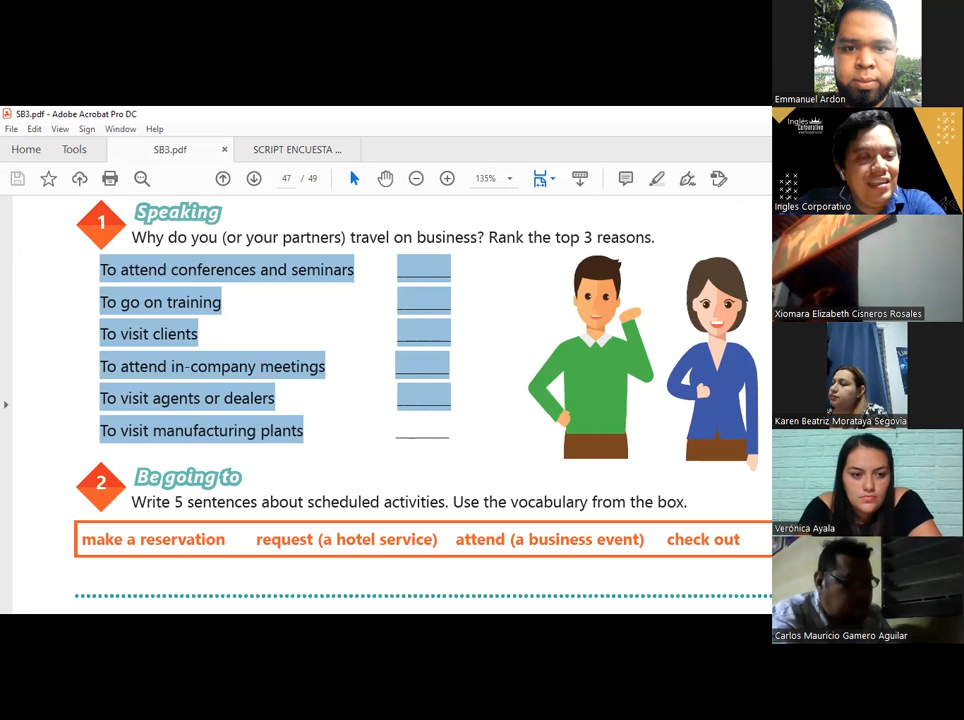 SB3.pdf - Adobe Acrobat Pro DC
File Edit View Sign Window Help
Home Tools SB3.pdf × SCRIPT ENCUESTA ...
47 / 49 135%
1 Speaking
Why do you (or your partners) travel on business? Rank the top 3 reasons.
To attend conferences and seminars
To go on training
To visit clients
To attend in-company meetings
To visit agents or dealers
To visit manufacturing plants
2 Be going to
Write 5 sentences about scheduled activities. Use the vocabulary from the box.
make a reservation request (a hotel service) attend (a business event) check out
Emmanuel Ardon
Inglés
Corporativo
Ingles Corporativo
Xiomara Elizabeth Cisneros Rosales
Karen Beatriz Morataya Segovia
Verónica Ayala
Carlos Mauricio Gamero Aguilar